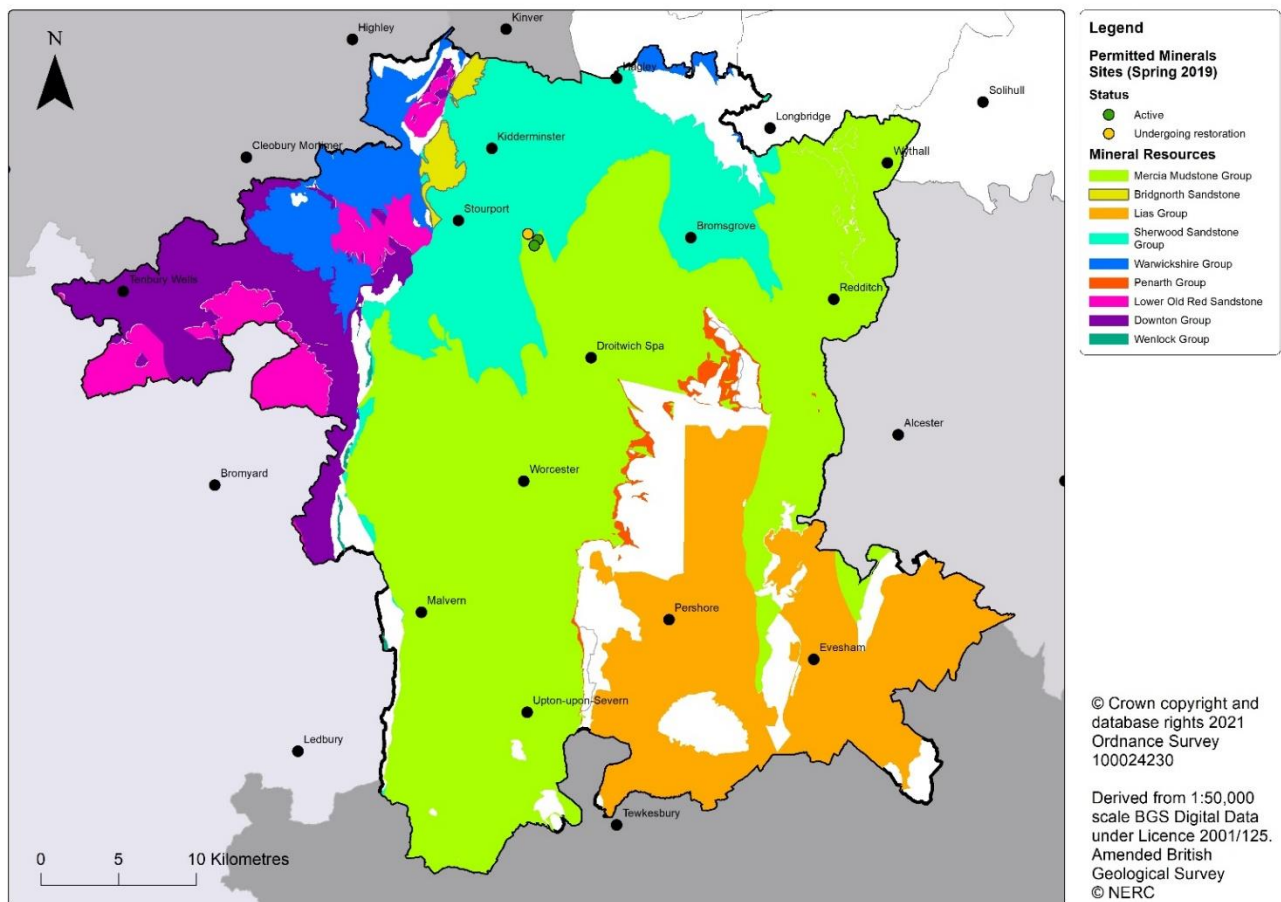 Highley
Kinver
N
Hagley
Solihull
Longbridge
Kidderminster
Cleobury Mortimer
Wythall
Stourport
Bromsgrove
Tenbury Wells
Redditch
Droitwich Spa
Alcester
Bromyard
Worcester
Malvern
Pershore
Evesham
Upton-upon-Severn
Ledbury
Tewkesbury
0 5 10 Kilometres
Legend
Permitted Minerals
Sites (Spring 2019)
Status
Active
Undergoing restoration
Mineral Resources
Mercia Mudstone Group
Bridgnorth Sandstone
Lias Group
Sherwood Sandstone
Group
Warwickshire Group
Penarth Group
Lower Old Red Sandstone
Downton Group
Wenlock Group
© Crown copyright and
database rights 2021
Ordnance Survey
100024230
Derived from 1:50,000
scale BGS Digital Data
under Licence 2001/125.
Amended British
Geological Survey
© NERC